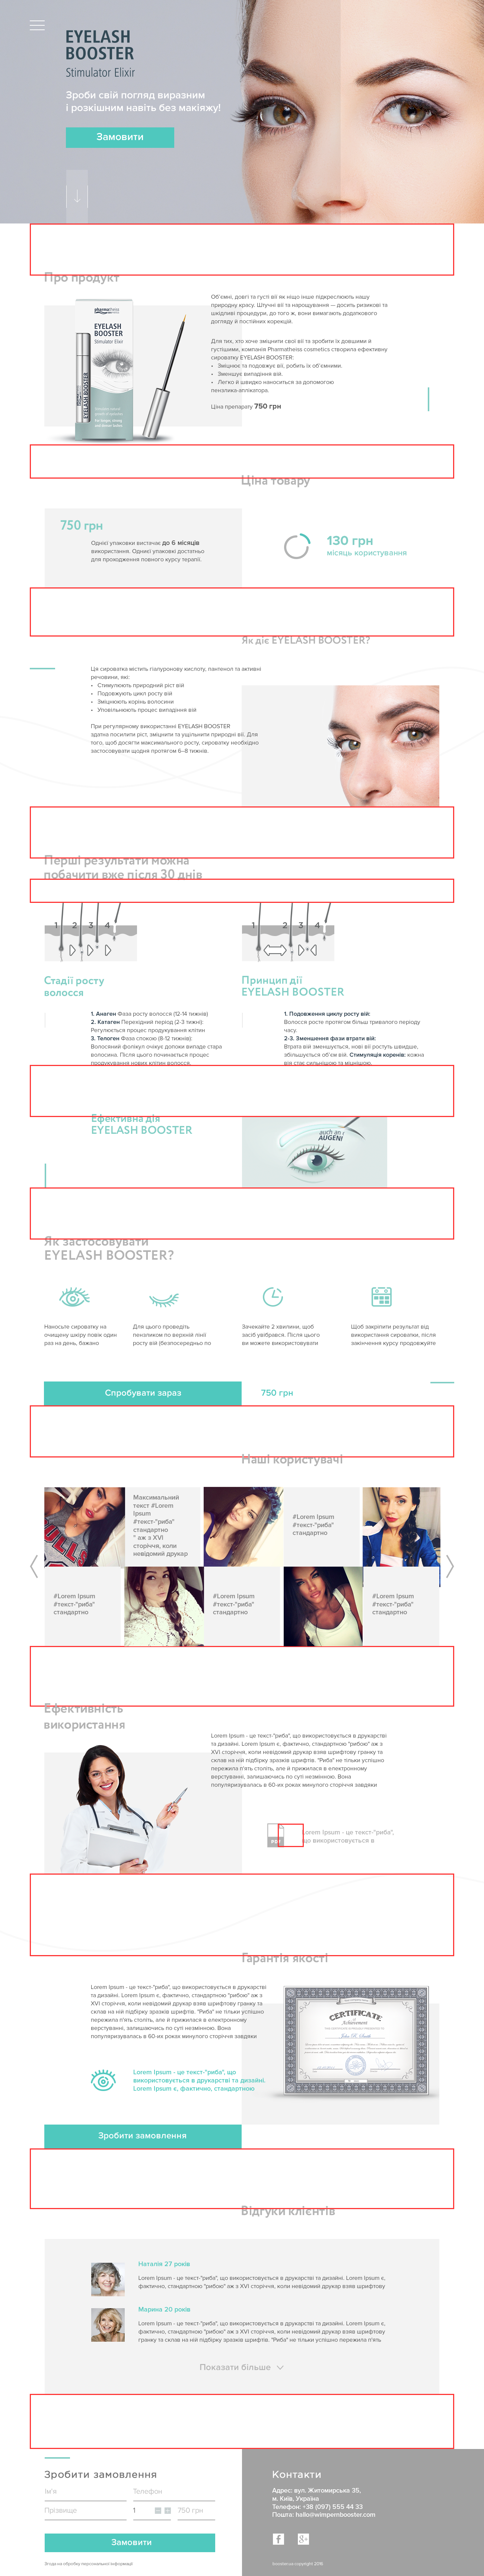 EYELASH
BOOSTER
Stimulator Elixir
Зроби свій погляд виразним
і розкішним навіть без макіяжу!
Замовити
Про продукт
Об'ємні, довгі та густі вії як ніщо інше підкреслюють нашу
природну красу. Штучні вії та нарощування — досить ризикові та
шкідливі процедури, до того ж, вони вимагають додаткового
догляду й постійних корекцій.
Для тих, хто хоче зміцнити свої вії та зробити їх довшими й
густішими, компанія Pharmatheiss cosmetics створила ефективну
сироватку EYELASH BOOSTER:
• Зміцнює та подовжує вії, робить їх об'ємними.
• Зменшує випадіння вій.
• Легко й швидко наноситься за допомогою
пензлика-аплікатора.
Ціна препарату 750 грн
pharmatheiss
EYELASH
BOOSTER
Stimulator Elixir
EYELASH BOOSTER
Ціна товару
750 грн
Однієї упаковки вистачає до 6 місяців
використання. Однієї упаковки достатньо
для проходження повного курсу терапії.
130 грн
місяць користування
Як діє EYELASH BOOSTER?
Ця сироватка містить гіалуронову кислоту, пантенол та активні
речовини, які:
• Стимулюють природний ріст вій
• Подовжують цикл росту вій
• Зміцнюють корінь волосини
• Уповільнюють процес випадіння вій
При регулярному використанні EYELASH BOOSTER
здатна посилити ріст, зміцнити та ущільнити природні вії. Для
того, щоб досягти максимального росту, сироватку необхідно
застосовувати щодня протягом 6–8 тижнів.
Перші результати можна
побачити вже після 30 днів
1 2 3 4
1 2 3 4
Стадії росту
волосся
Принцип дії
EYELASH BOOSTER
1. Анаген Фаза росту волосся (12-14 тижнів)
2. Катаген Перехідний період (2-3 тижні):
Регулюється процес продукування клітин
3. Телоген Фаза спокою (8-12 тижнів):
Волосяний фолікул очікує допоки випаде стара
волосина. Після цього починається процес
продукування нових клітин волосся.
1. Подовження циклу росту вій:
Волосся росте протягом більш тривалого періоду
часу.
2-3. Зменшення фази втрати вій:
Втрата вій зменшується, нові вії ростуть швидше,
збільшується об'єм вій. Стимуляція коренів: кожна
вія стає сильнішою та міцнішою.
Ефективна дія
EYELASH BOOSTER
auch an
AUGEN!
Як застосовувати
EYELASH BOOSTER?
Наносьте сироватку на
очищену шкіру повік один
раз на день, бажано
Для цього проведіть
пензликом по верхній лінії
росту вій (безпосередньо по
Зачекайте 2 хвилини, щоб
засіб увібрався. Після цього
ви можете використовувати
Щоб закріпити результат від
використання сироватки, після
закінчення курсу продовжуйте
Спробувати зараз
750 грн
Наші користувачі
Максимальний
текст #Lorem
Ipsum
#текст-"риба"
стандартно
" аж з XVI
сторіччя, коли
невідомий друкар
#Lorem Ipsum
#текст-"риба"
стандартно
#Lorem Ipsum
#текст-"риба"
стандартно
#Lorem Ipsum
#текст-"риба"
стандартно
#Lorem Ipsum
#текст-"риба"
стандартно
Ефективність
використання
Lorem Ipsum - це текст-"риба", що використовується в друкарстві
та дизайні. Lorem Ipsum є, фактично, стандартною "рибою" аж з
XVI сторіччя, коли невідомий друкар взяв шрифтову гранку та
склав на ній підбірку зразків шрифтів. "Риба" не тільки успішно
пережила п'ять століть, але й прижилася в електронному
верстуванні, залишаючись по суті незмінною. Вона
популяризувалась в 60-их роках минулого сторіччя завдяки
Lorem Ipsum - це текст-"риба",
що використовується в
Гарантія якості
Lorem Ipsum - це текст-"риба", що використовується в друкарстві
та дизайні. Lorem Ipsum є, фактично, стандартною "рибою" аж з
XVI сторіччя, коли невідомий друкар взяв шрифтову гранку та
склав на ній підбірку зразків шрифтів. "Риба" не тільки успішно
пережила п'ять століть, але й прижилася в електронному
верстуванні, залишаючись по суті незмінною. Вона
популяризувалась в 60-их роках минулого сторіччя завдяки
CERTIFICATE
of Achievement
Lorem Ipsum - це текст-"риба", що
використовується в друкарстві та дизайні.
Lorem Ipsum є, фактично, стандартною
Зробити замовлення
Відгуки клієнтів
Наталія 27 років
Lorem Ipsum - це текст-"риба", що використовується в друкарстві та дизайні. Lorem Ipsum є,
фактично, стандартною "рибою" аж з XVI сторіччя, коли невідомий друкар взяв шрифтову
Марина 20 років
Lorem Ipsum - це текст-"риба", що використовується в друкарстві та дизайні. Lorem Ipsum є,
фактично, стандартною "рибою" аж з XVI сторіччя, коли невідомий друкар взяв шрифтову
гранку та склав на ній підбірку зразків шрифтів. "Риба" не тільки успішно пережила п'ять
Показати більше
Зробити замовлення
Ім'я
Телефон
Прізвище
1
750 грн
Замовити
Згода на обробку персональної інформації
Контакти
Адрес: вул. Житомирська 35,
м. Київ, Україна
Телефон: +38 (097) 555 44 33
Пошта: hallo@wimpernbooster.com